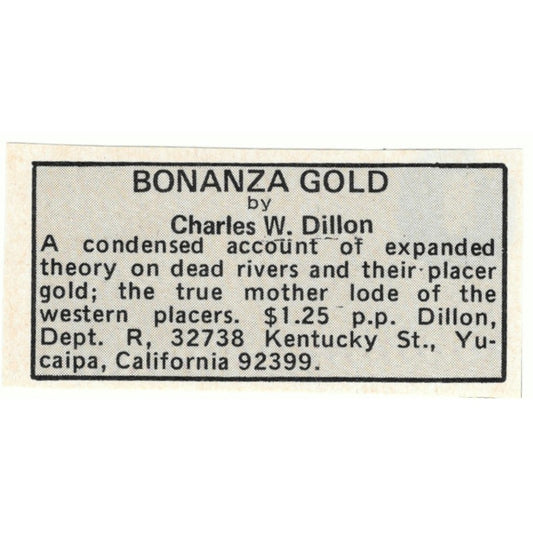 BONANZA GOLD
by
Charles W. Dillon
A condensed account of expanded
theory on dead rivers and their placer
gold; the true mother lode of the
western placers. $1.25 p.p. Dillon,
Dept. R, 32738 Kentucky St., Yu-
caipa, California 92399.